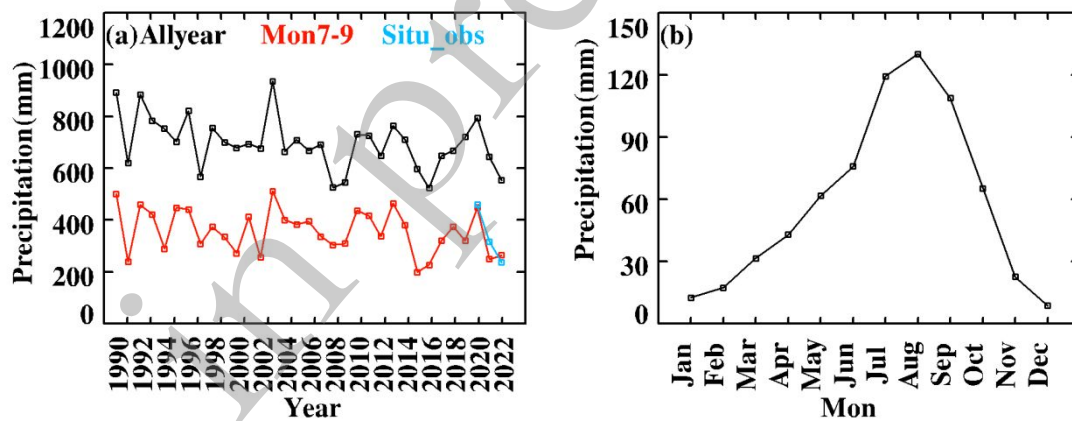 (a)Allyear Mon7-9 Situ_obs
1200
1000
800
600
400
200
0
Precipitation(mm)
1990 1992 1994 1996 1998 2000 2002 2004 2006 2008 2010 2012 2014 2016 2018 2020 2022
Year
(b)
150
120
90
60
30
0
Precipitation(mm)
Jan Feb Mar Apr May Jun Jul Aug Sep Oct Nov Dec
Mon
in pre